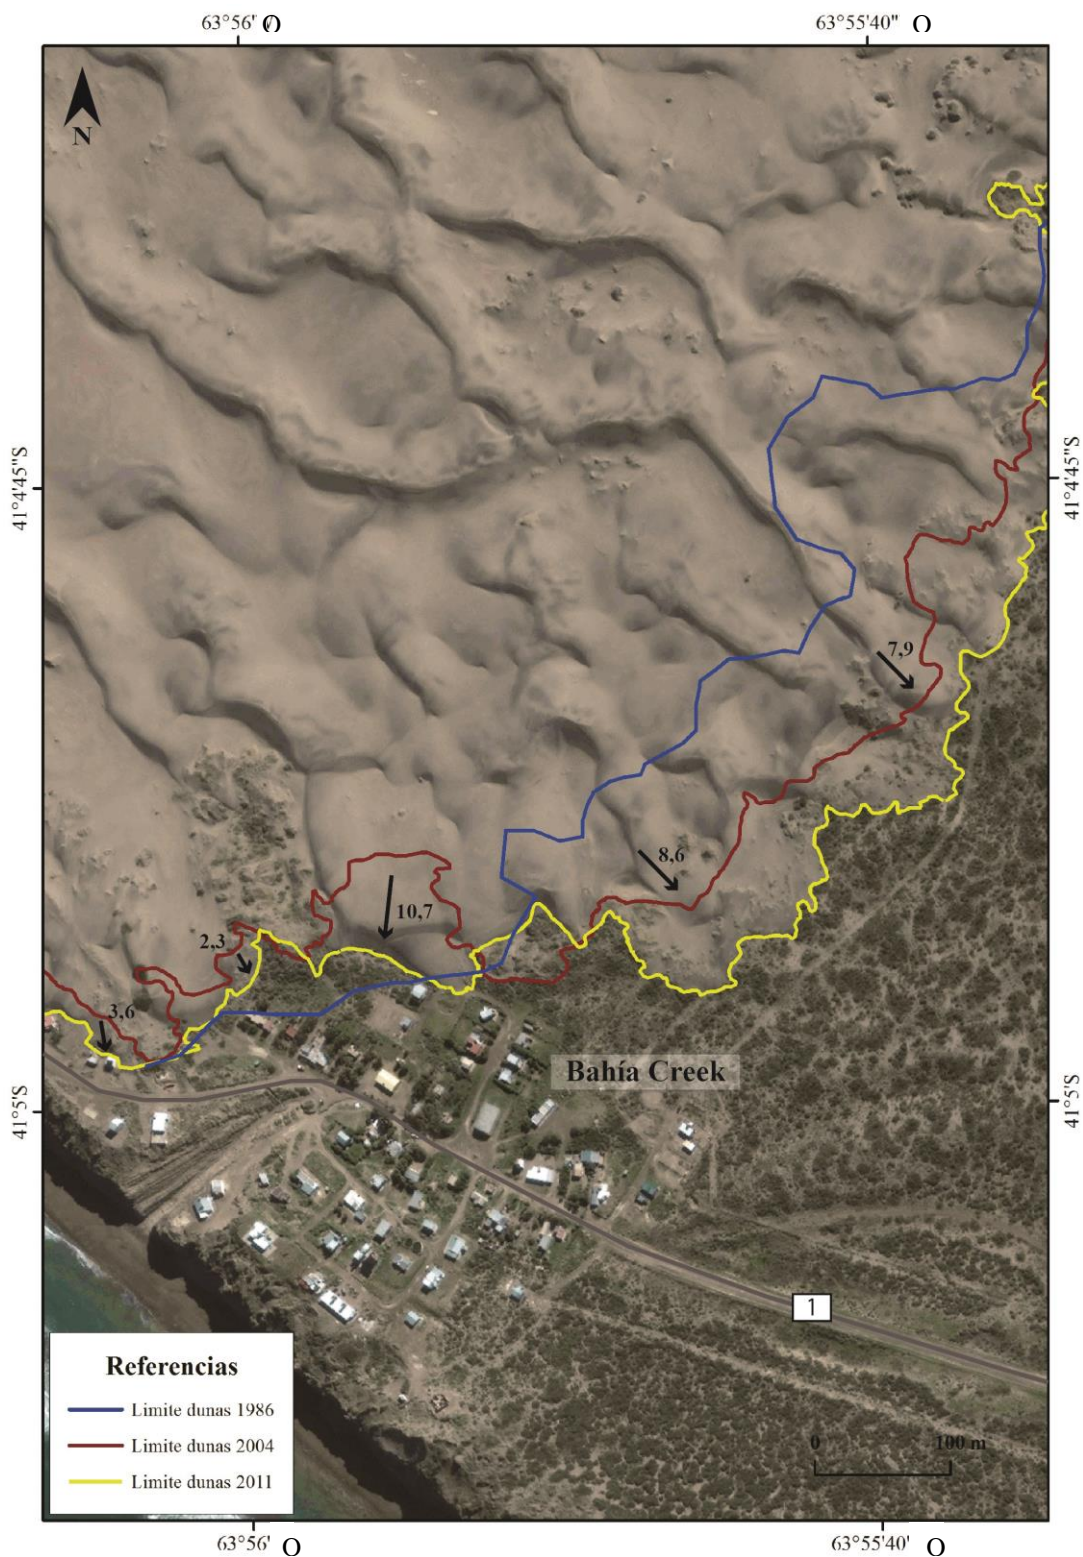 63°56' O
63°55'40" O
N
41°4'45"S
41°4'45"S
7,9
8,6
10,7
2,3
3,6
Bahía Creek
41°5'S
41°5'S
1
Referencias
Limite dunas 1986
Limite dunas 2004
Limite dunas 2011
0 100 m
63°56' O
63°55'40' O